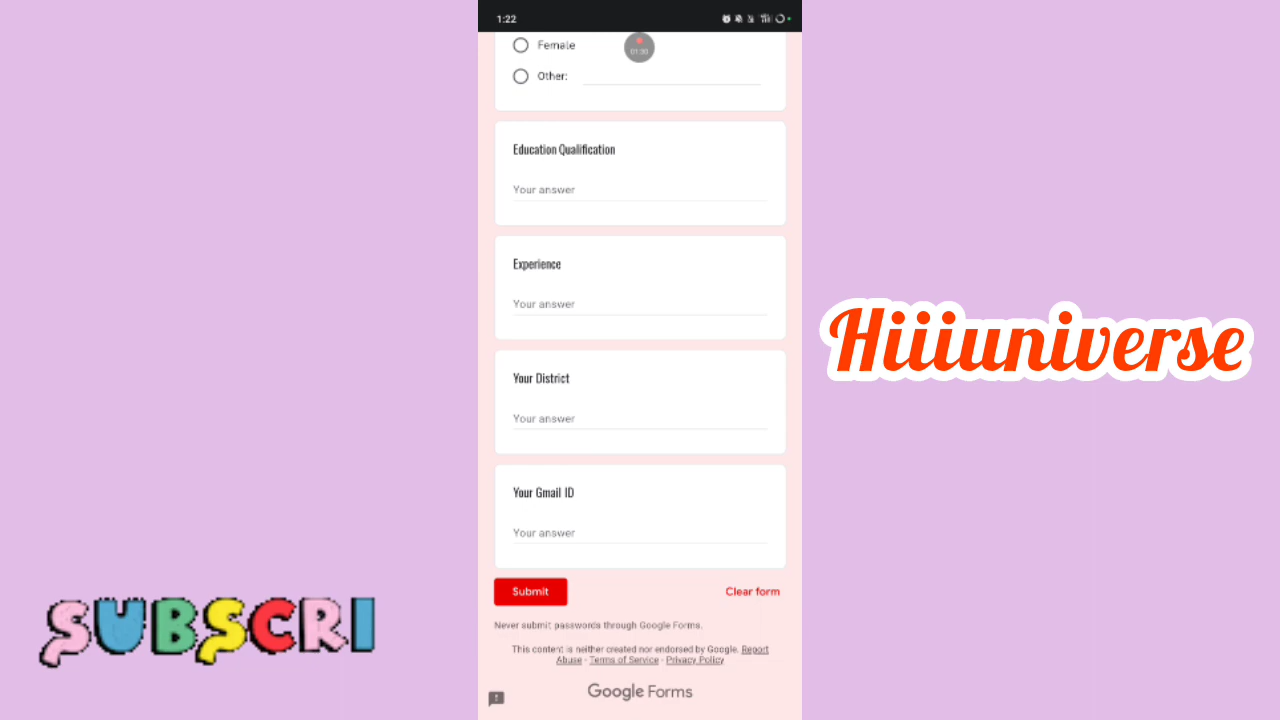 1:22
Female
01:30
Other:
Education Qualification
Your answer
Experience
Your answer
Your District
Your answer
Your Gmail ID
Your answer
Submit
Clear form
Never submit passwords through Google Forms.
This content is neither created nor endorsed by Google. Report
Abuse - Terms of Service - Privacy Policy
Google Forms
Hiiiuniverse
SUBSCRI